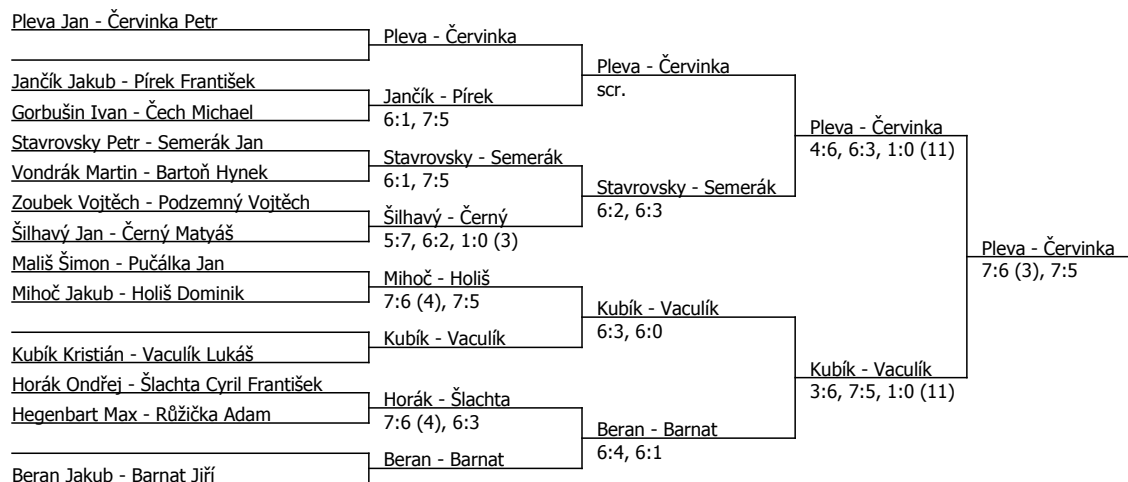 Pleva Jan - Červinka Petr
Jančík Jakub - Pírek František
Gorbušin Ivan - Čech Michael
Stavrovsky Petr - Semerák Jan
Vondrák Martin - Bartoň Hynek
Zoubek Vojtěch - Podzemný Vojtěch
Šilhavý Jan - Černý Matyáš
Mališ Šimon - Pučálka Jan
Mihoč Jakub - Holiš Dominik
Kubík Kristián - Vaculík Lukáš
Horák Ondřej - Šlachta Cyril František
Hegenbart Max - Růžička Adam
Beran Jakub - Barnat Jiří
Pleva - Červinka
Jančík - Pírek
6:1, 7:5
Stavrovsky - Semerák
6:1, 7:5
Šilhavý - Černý
5:7, 6:2, 1:0 (3)
Mihoč - Holiš
7:6 (4), 7:5
Kubík - Vaculík
Horák - Šlachta
7:6 (4), 6:3
Beran - Barnat
Pleva - Červinka
scr.
Stavrovsky - Semerák
6:2, 6:3
Kubík - Vaculík
6:3, 6:0
Beran - Barnat
6:4, 6:1
Pleva - Červinka
4:6, 6:3, 1:0 (11)
Kubík - Vaculík
3:6, 7:5, 1:0 (11)
Pleva - Červinka
7:6 (3), 7:5